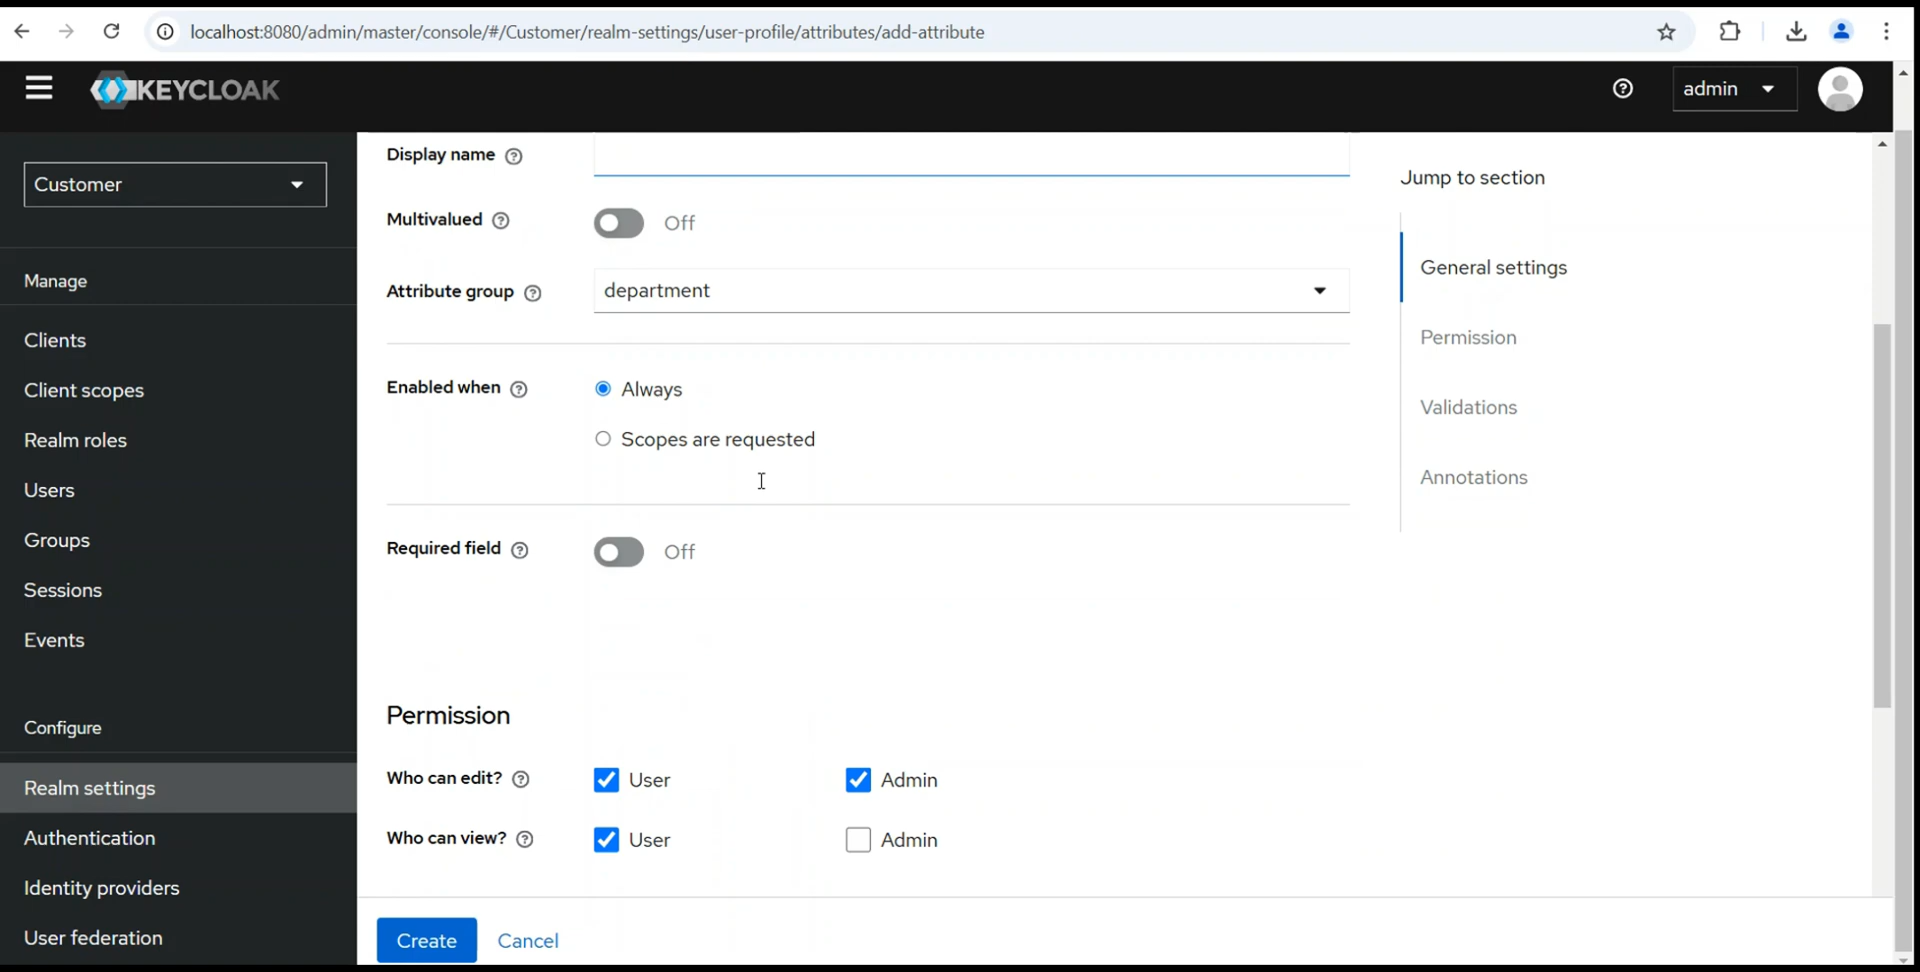 localhost:8080/admin/master/console/#/Customer/realm-settings/user-profile/attributes/add-attribute
KEYCLOAK
admin
Customer
Manage
Clients
Client scopes
Realm roles
Users
Groups
Sessions
Events
Configure
Realm settings
Authentication
Identity providers
User federation
Display name
Multivalued
Off
Attribute group
department
Enabled when
Always
Scopes are requested
Required field
Off
Permission
Who can edit?
User
Admin
Who can view?
User
Admin
Create
Cancel
Jump to section
General settings
Permission
Validations
Annotations